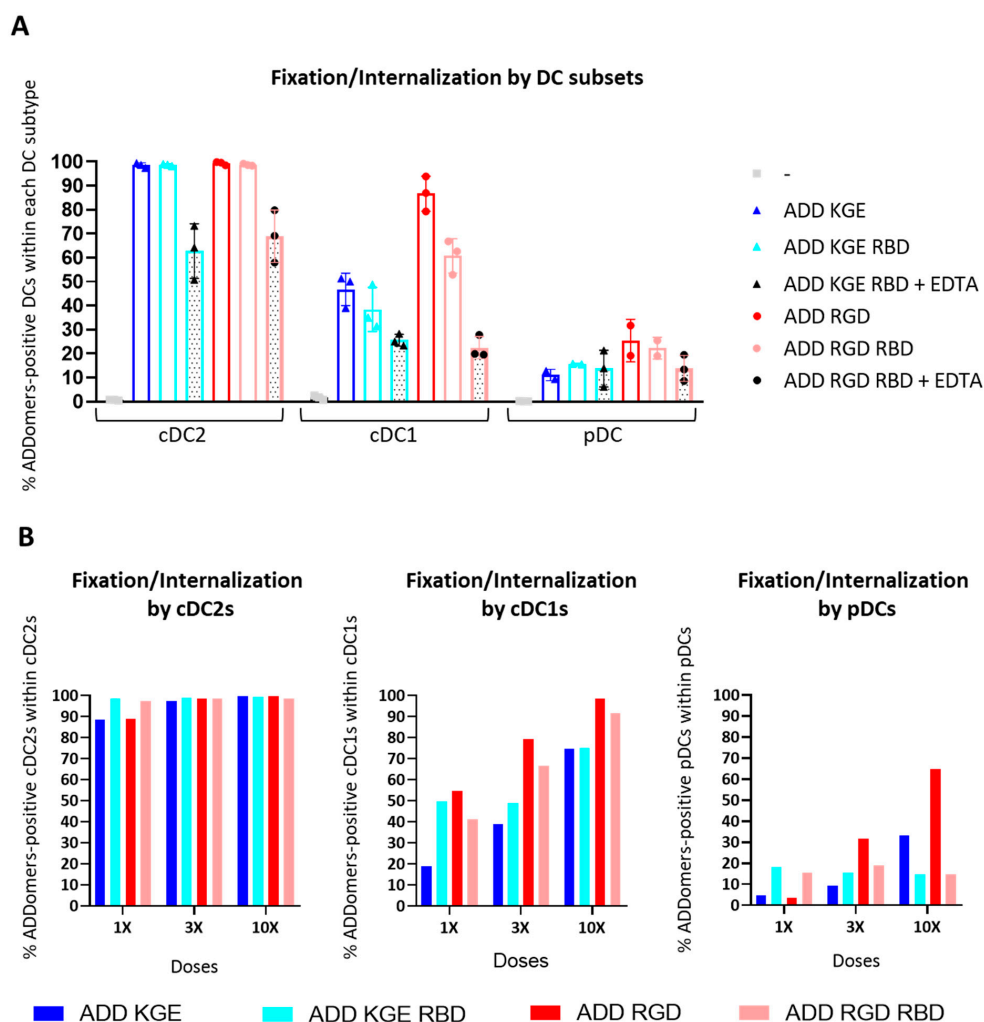 A
Fixation/Internalization by DC subsets
% ADDomers-positive DCs within each DC subtype
100
90
80
70
60
50
40
30
20
10
0
cDC2
cDC1
pDC
-
ADD KGE
ADD KGE RBD
ADD KGE RBD + EDTA
ADD RGD
ADD RGD RBD
ADD RGD RBD + EDTA
B
Fixation/Internalization
by cDC2s
% ADDomers-positive cDC2s within cDC2s
100
90
80
70
60
50
40
30
20
10
0
1X
3X
10X
Doses
Fixation/Internalization
by cDC1s
% ADDomers-positive cDC1s within cDC1s
100
90
80
70
60
50
40
30
20
10
0
1X
3X
10X
Doses
Fixation/Internalization
by pDCs
% ADDomers-positive pDCs within pDCs
100
90
80
70
60
50
40
30
20
10
0
1X
3X
10X
Doses
ADD KGE
ADD KGE RBD
ADD RGD
ADD RGD RBD